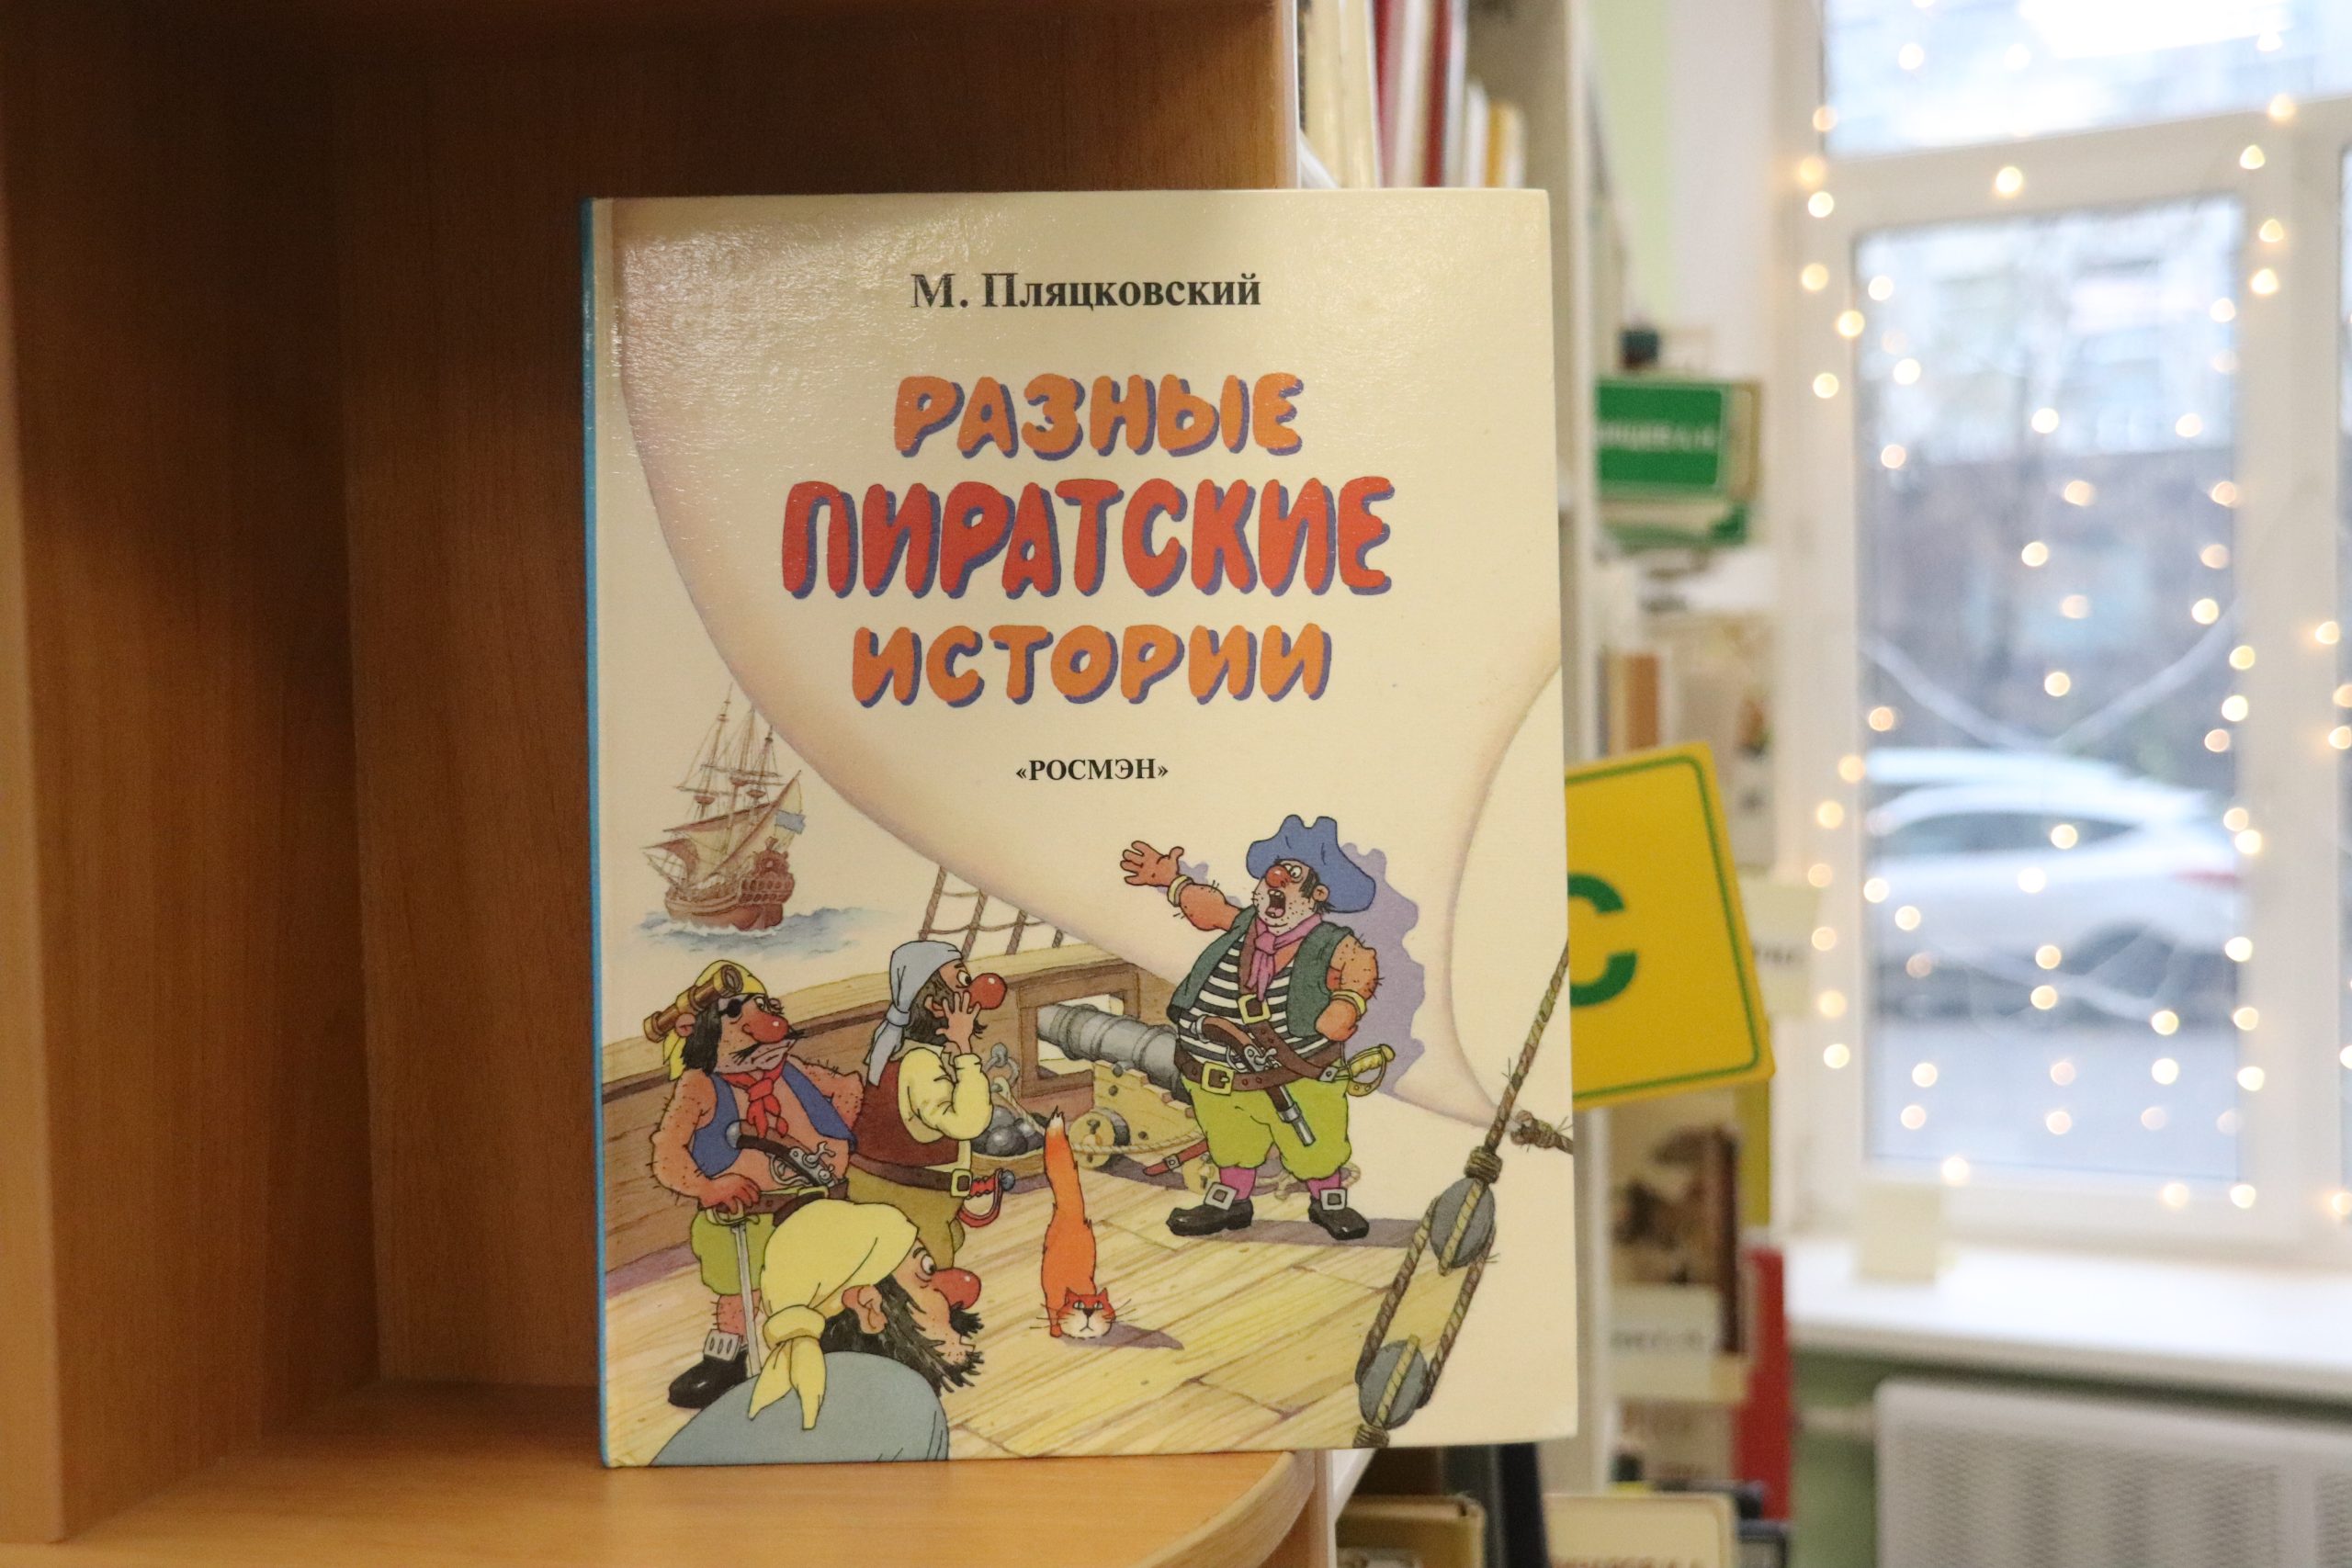 М. Пляцковский
РАЗНЫЕ
ПИРАТСКИЕ
ИСТОРИИ
«РОСМЭН»
С